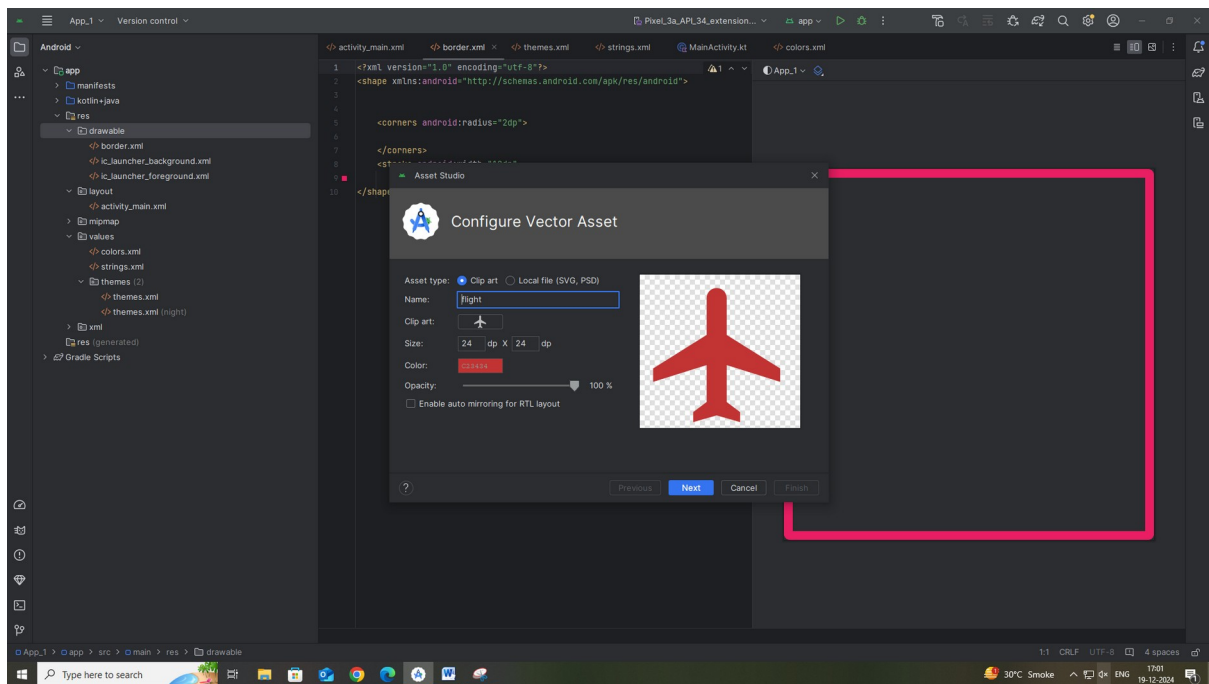 App_1
Version control
Pixel_3a_API_34_extension...
app
Android
activity_main.xml
border.xml
themes.xml
strings.xml
MainActivity.kt
colors.xml
app
manifests
kotlin+java
res
drawable
border.xml
ic_launcher_background.xml
ic_launcher_foreground.xml
layout
activity_main.xml
mipmap
values
colors.xml
strings.xml
themes (2)
themes.xml
themes.xml (night)
xml
res (generated)
Gradle Scripts
1 <?xml version="1.0" encoding="utf-8"?>
2 <shape xmlns:android="http://schemas.android.com/apk/res/android">
3
4
5 <corners android:radius="2dp">
6
7 </corners>
8
9
10 </shape
1
App_1
Asset Studio
Configure Vector Asset
Asset type: Clip art Local file (SVG, PSD)
Name: flight
Clip art:
Size: 24 dp X 24 dp
Color: C23434
Opacity: 100 %
Enable auto mirroring for RTL layout
? Previous Next Cancel Finish
App_1 > app > src > main > res > drawable
1:1 CRLF UTF-8 4 spaces
Type here to search
30°C Smoke
ENG
17:01
19-12-2024